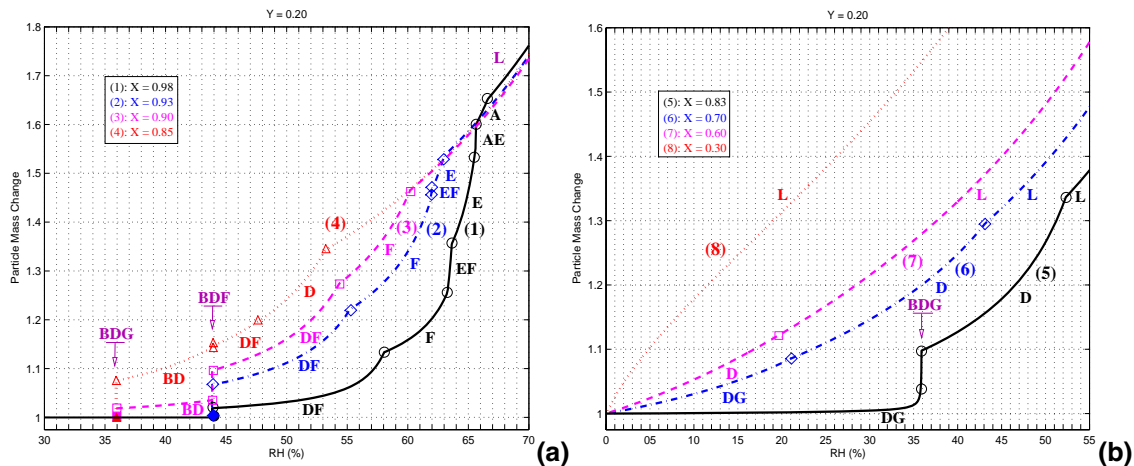 Y = 0.20
1.8
1.7
1.6
1.5
1.4
1.3
1.2
1.1
1
Particle Mass Change
(1): X = 0.98
(2): X = 0.93
(3): X = 0.90
(4): X = 0.85
L
A
AE
E
E
EF
(4)
(3)
(2)
(1)
F
F
EF
D
BDF
BDG
F
DF
DF
DF
BD
BD
DF
30
35
40
45
50
55
60
65
70
RH (%)
(a)
Y = 0.20
1.6
1.5
1.4
1.3
1.2
1.1
1
Particle Mass Change
(5): X = 0.83
(6): X = 0.70
(7): X = 0.60
(8): X = 0.30
L
L
L
L
(8)
(7)
(6)
(5)
D
D
BDG
D
DG
DG
0
05
10
15
20
25
30
35
40
45
50
55
RH (%)
(b)